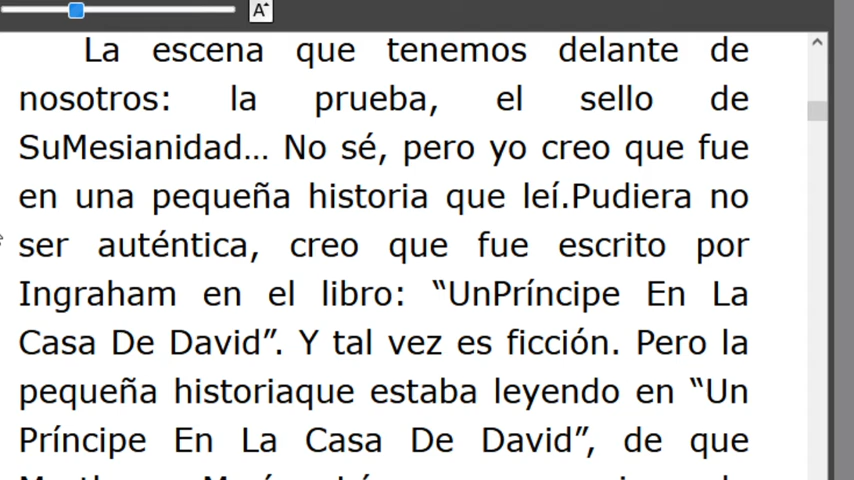 A
La escena que tenemos delante de
nosotros: la prueba, el sello de
SuMesianidad... No sé, pero yo creo que fue
en una pequeña historia que leí.Pudiera no
ser auténtica, creo que fue escrito por
Ingraham en el libro: “UnPríncipe En La
Casa De David”. Y tal vez es ficción. Pero la
pequeña historiaque estaba leyendo en “Un
Príncipe En La Casa De David”, de que